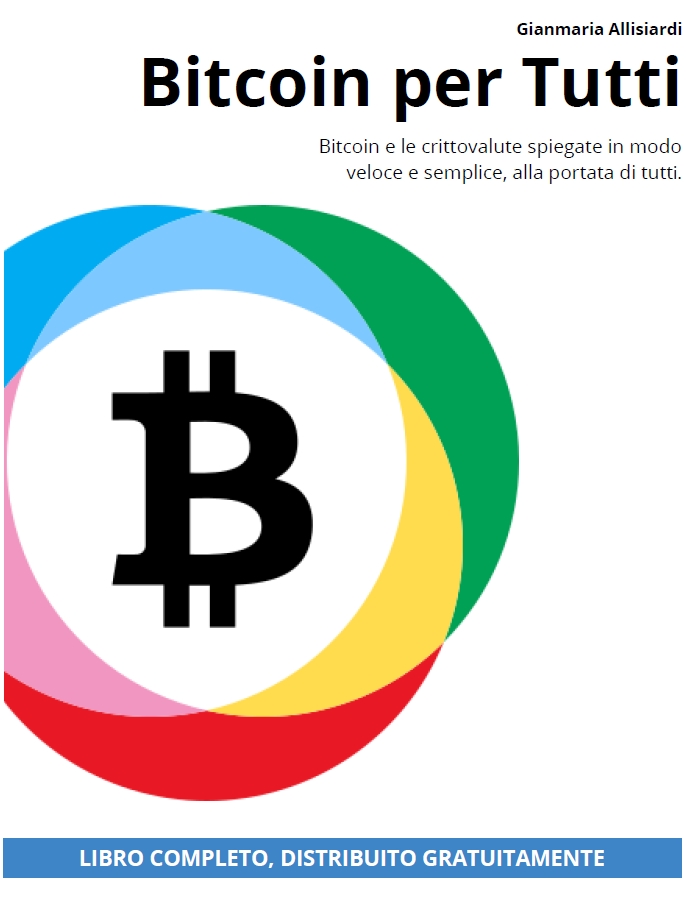 Gianmaria Allisiardi
Bitcoin per Tutti
Bitcoin e le crittovalute spiegate in modo
veloce e semplice, alla portata di tutti.
LIBRO COMPLETO, DISTRIBUITO GRATUITAMENTE